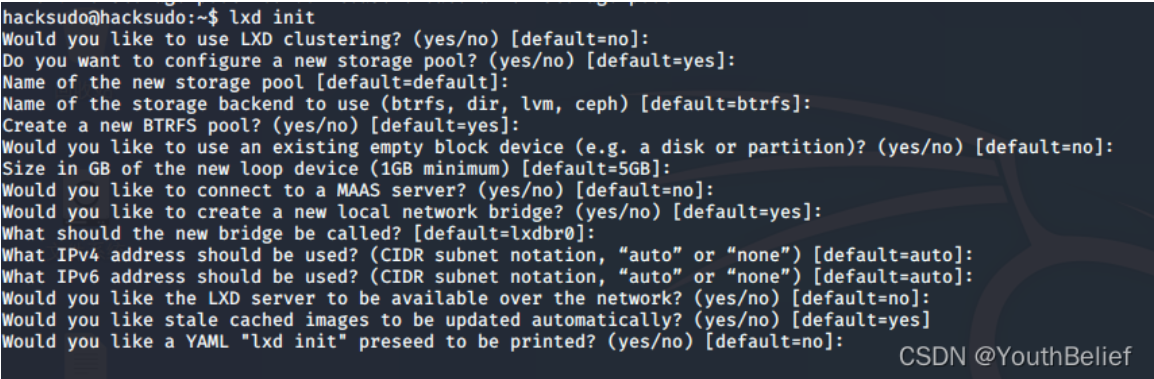 hacksudo@hacksudo:~$ lxd init
Would you like to use LXD clustering? (yes/no) [default=no]:
Do you want to configure a new storage pool? (yes/no) [default=yes]:
Name of the new storage pool [default=default]:
Name of the storage backend to use (btrfs, dir, lvm, ceph) [default=btrfs]:
Create a new BTRFS pool? (yes/no) [default=yes]:
Would you like to use an existing empty block device (e.g. a disk or partition)? (yes/no) [default=no]:
Size in GB of the new loop device (1GB minimum) [default=5GB]:
Would you like to connect to a MAAS server? (yes/no) [default=no]:
Would you like to create a new local network bridge? (yes/no) [default=yes]:
What should the new bridge be called? [default=lxdbr0]:
What IPv4 address should be used? (CIDR subnet notation, “auto” or “none”) [default=auto]:
What IPv6 address should be used? (CIDR subnet notation, “auto” or “none”) [default=auto]:
Would you like the LXD server to be available over the network? (yes/no) [default=no]:
Would you like stale cached images to be updated automatically? (yes/no) [default=yes]
Would you like a YAML "lxd init" preseed to be printed? (yes/no) [default=no]:
CSDN @YouthBelief